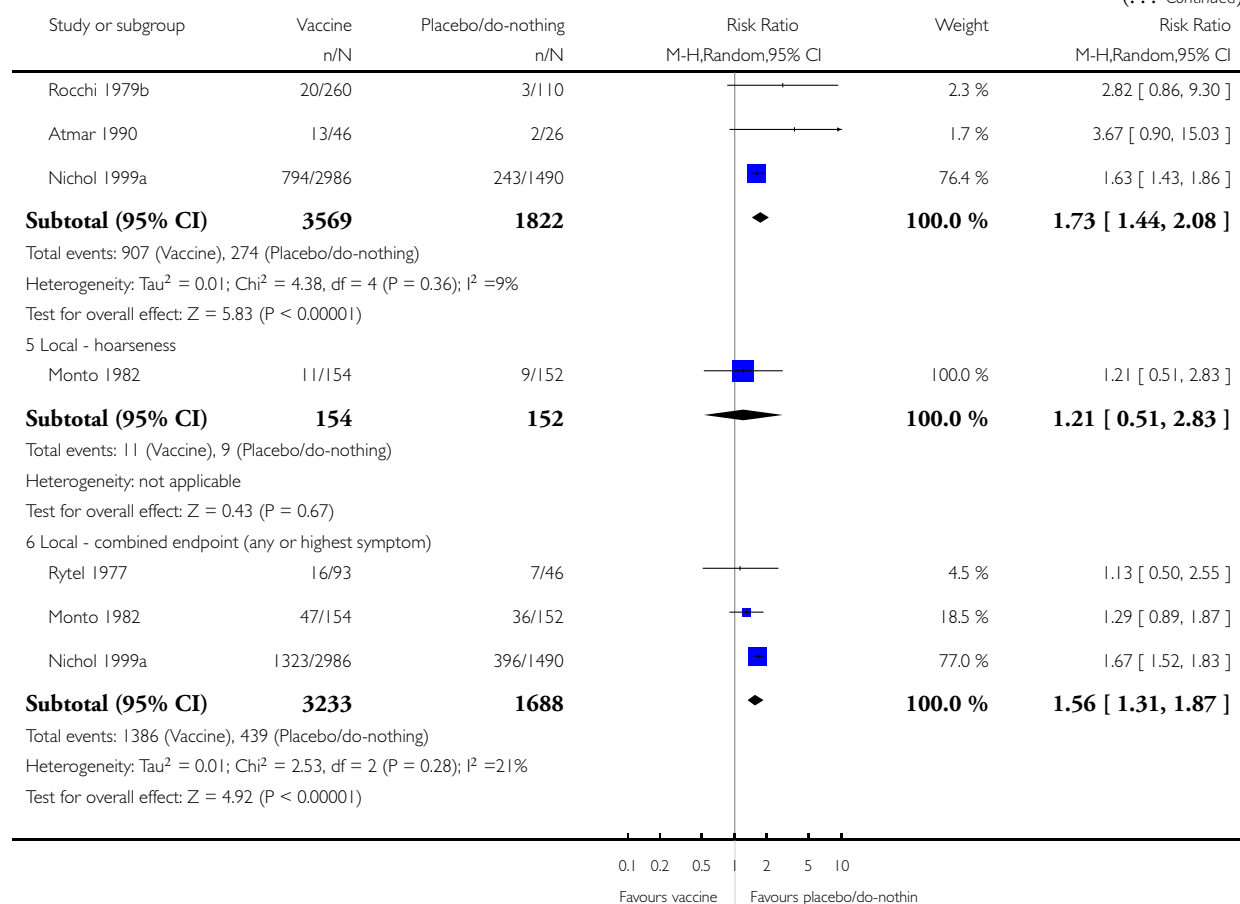 (. . . Continued)
Study or subgroup Vaccine Placebo/do-nothing Risk Ratio Weight Risk Ratio
n/N n/N M-H,Random,95% CI M-H,Random,95% CI
Rocchi 1979b 20/260 3/110 2.3 % 2.82 [ 0.86, 9.30 ]
Atmar 1990 13/46 2/26 1.7 % 3.67 [ 0.90, 15.03 ]
Nichol 1999a 794/2986 243/1490 76.4 % 1.63 [ 1.43, 1.86 ]
Subtotal (95% CI) 3569 1822 100.0 % 1.73 [ 1.44, 2.08 ]
Total events: 907 (Vaccine), 274 (Placebo/do-nothing)
Heterogeneity: Tau² = 0.01; Chi² = 4.38, df = 4 (P = 0.36); I² =9%
Test for overall effect: Z = 5.83 (P < 0.00001)
5 Local - hoarseness
Monto 1982 11/154 9/152 100.0 % 1.21 [ 0.51, 2.83 ]
Subtotal (95% CI) 154 152 100.0 % 1.21 [ 0.51, 2.83 ]
Total events: 11 (Vaccine), 9 (Placebo/do-nothing)
Heterogeneity: not applicable
Test for overall effect: Z = 0.43 (P = 0.67)
6 Local - combined endpoint (any or highest symptom)
Rytel 1977 16/93 7/46 4.5 % 1.13 [ 0.50, 2.55 ]
Monto 1982 47/154 36/152 18.5 % 1.29 [ 0.89, 1.87 ]
Nichol 1999a 1323/2986 396/1490 77.0 % 1.67 [ 1.52, 1.83 ]
Subtotal (95% CI) 3233 1688 100.0 % 1.56 [ 1.31, 1.87 ]
Total events: 1386 (Vaccine), 439 (Placebo/do-nothing)
Heterogeneity: Tau² = 0.01; Chi² = 2.53, df = 2 (P = 0.28); I² =21%
Test for overall effect: Z = 4.92 (P < 0.00001)
0.1 0.2 0.5 1 2 5 10
Favours vaccine Favours placebo/do-nothin